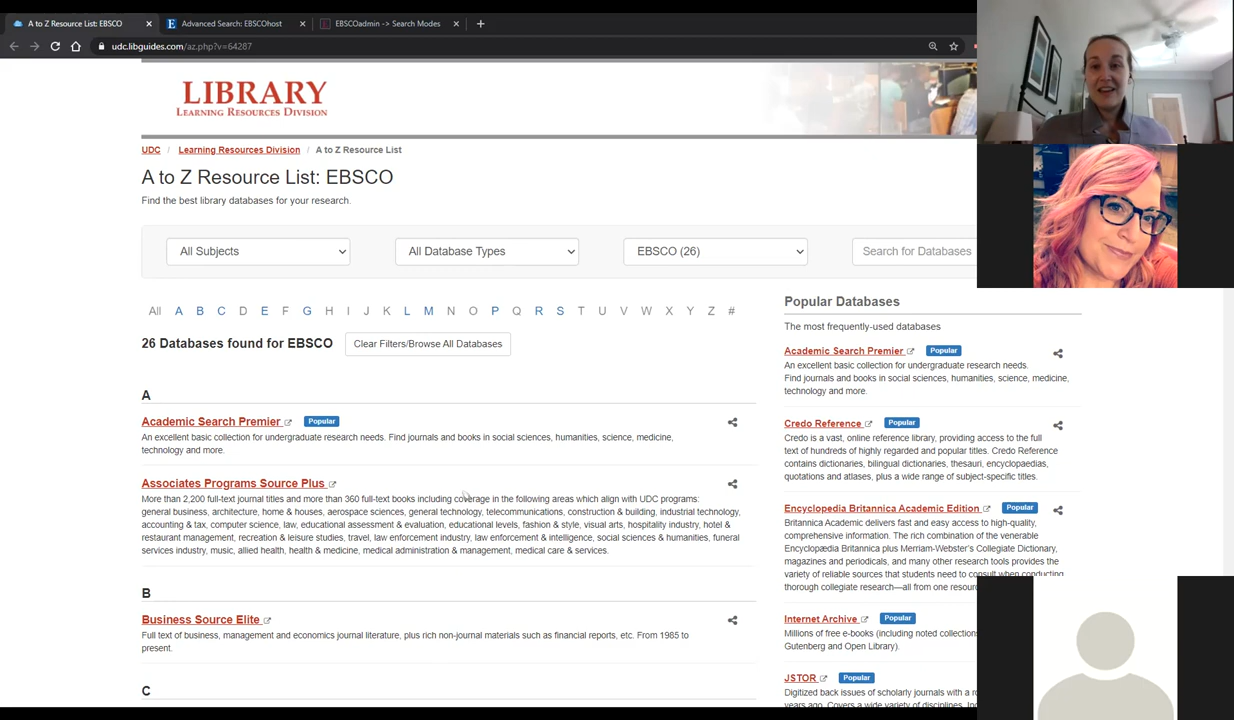 A to Z Resource List: EBSCO
Advanced Search: EBSCOhost
EBSCOadmin -> Search Modes
udc.libguides.com/az.php?v=64287
LIBRARY
LEARNING RESOURCES DIVISION
UDC / Learning Resources Division / A to Z Resource List
A to Z Resource List: EBSCO
Find the best library databases for your research.
All Subjects
All Database Types
EBSCO (26)
Search for Databases
All A B C D E F G H I J K L M N O P Q R S T U V W X Y Z #
26 Databases found for EBSCO
Clear Filters/Browse All Databases
A
Academic Search Premier Popular
An excellent basic collection for undergraduate research needs. Find journals and books in social sciences, humanities, science, medicine,
technology and more.
Associates Programs Source Plus
More than 2,200 full-text journal titles and more than 360 full-text books including coverage in the following areas which align with UDC programs:
general business, architecture, home & houses, aerospace sciences, general technology, telecommunications, construction & building, industrial technology,
accounting & tax, computer science, law, educational assessment & evaluation, educational levels, fashion & style, visual arts, hospitality industry, hotel &
restaurant management, recreation & leisure studies, travel, law enforcement industry, law enforcement & intelligence, social sciences & humanities, funeral
services industry, music, allied health, health & medicine, medical administration & management, medical care & services.
B
Business Source Elite
Full text of business, management and economics journal literature, plus rich non-journal materials such as financial reports, etc. From 1985 to
present.
C
Popular Databases
The most frequently-used databases
Academic Search Premier Popular
An excellent basic collection for undergraduate research needs.
Find journals and books in social sciences, humanities, science, medicine,
technology and more.
Credo Reference Popular
Credo is a vast, online reference library, providing access to the full
text of hundreds of highly regarded and popular titles. Credo Reference
contains dictionaries, bilingual dictionaries, thesauri, encyclopaedias,
quotations and atlases, plus a wide range of subject-specific titles.
Encyclopedia Britannica Academic Edition Popular
Britannica Academic delivers fast and easy access to high-quality,
comprehensive information. The rich combination of the venerable
Encyclopædia Britannica plus Merriam-Webster's Collegiate Dictionary,
magazines and periodicals, and many other research tools provides the
variety of reliable sources that students need to consult when conducting
thorough collegiate research—all from one resour
Internet Archive Popular
Millions of free e-books (including noted collection
Gutenberg and Open Library).
JSTOR Popular
Digitized back issues of scholarly journals with a r
years ago. Covers a wide variety of disciplines.